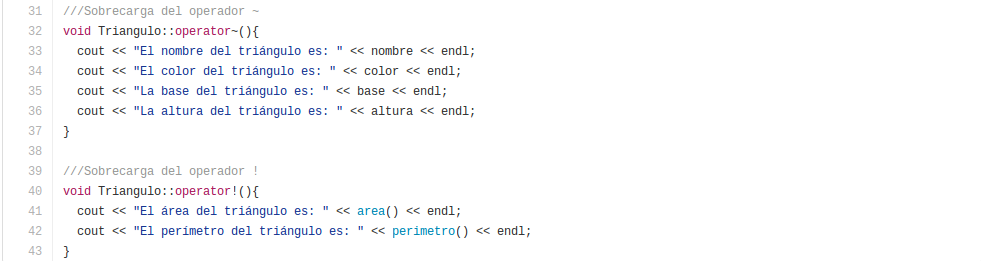 31 ///Sobrecarga del operador ~
32 void Triangulo::operator~(){
33 cout << "El nombre del triángulo es: " << nombre << endl;
34 cout << "El color del triángulo es: " << color << endl;
35 cout << "La base del triángulo es: " << base << endl;
36 cout << "La altura del triángulo es: " << altura << endl;
37 }
38
39 ///Sobrecarga del operador !
40 void Triangulo::operator!(){
41 cout << "El área del triángulo es: " << area() << endl;
42 cout << "El perímetro del triángulo es: " << perimetro() << endl;
43 }